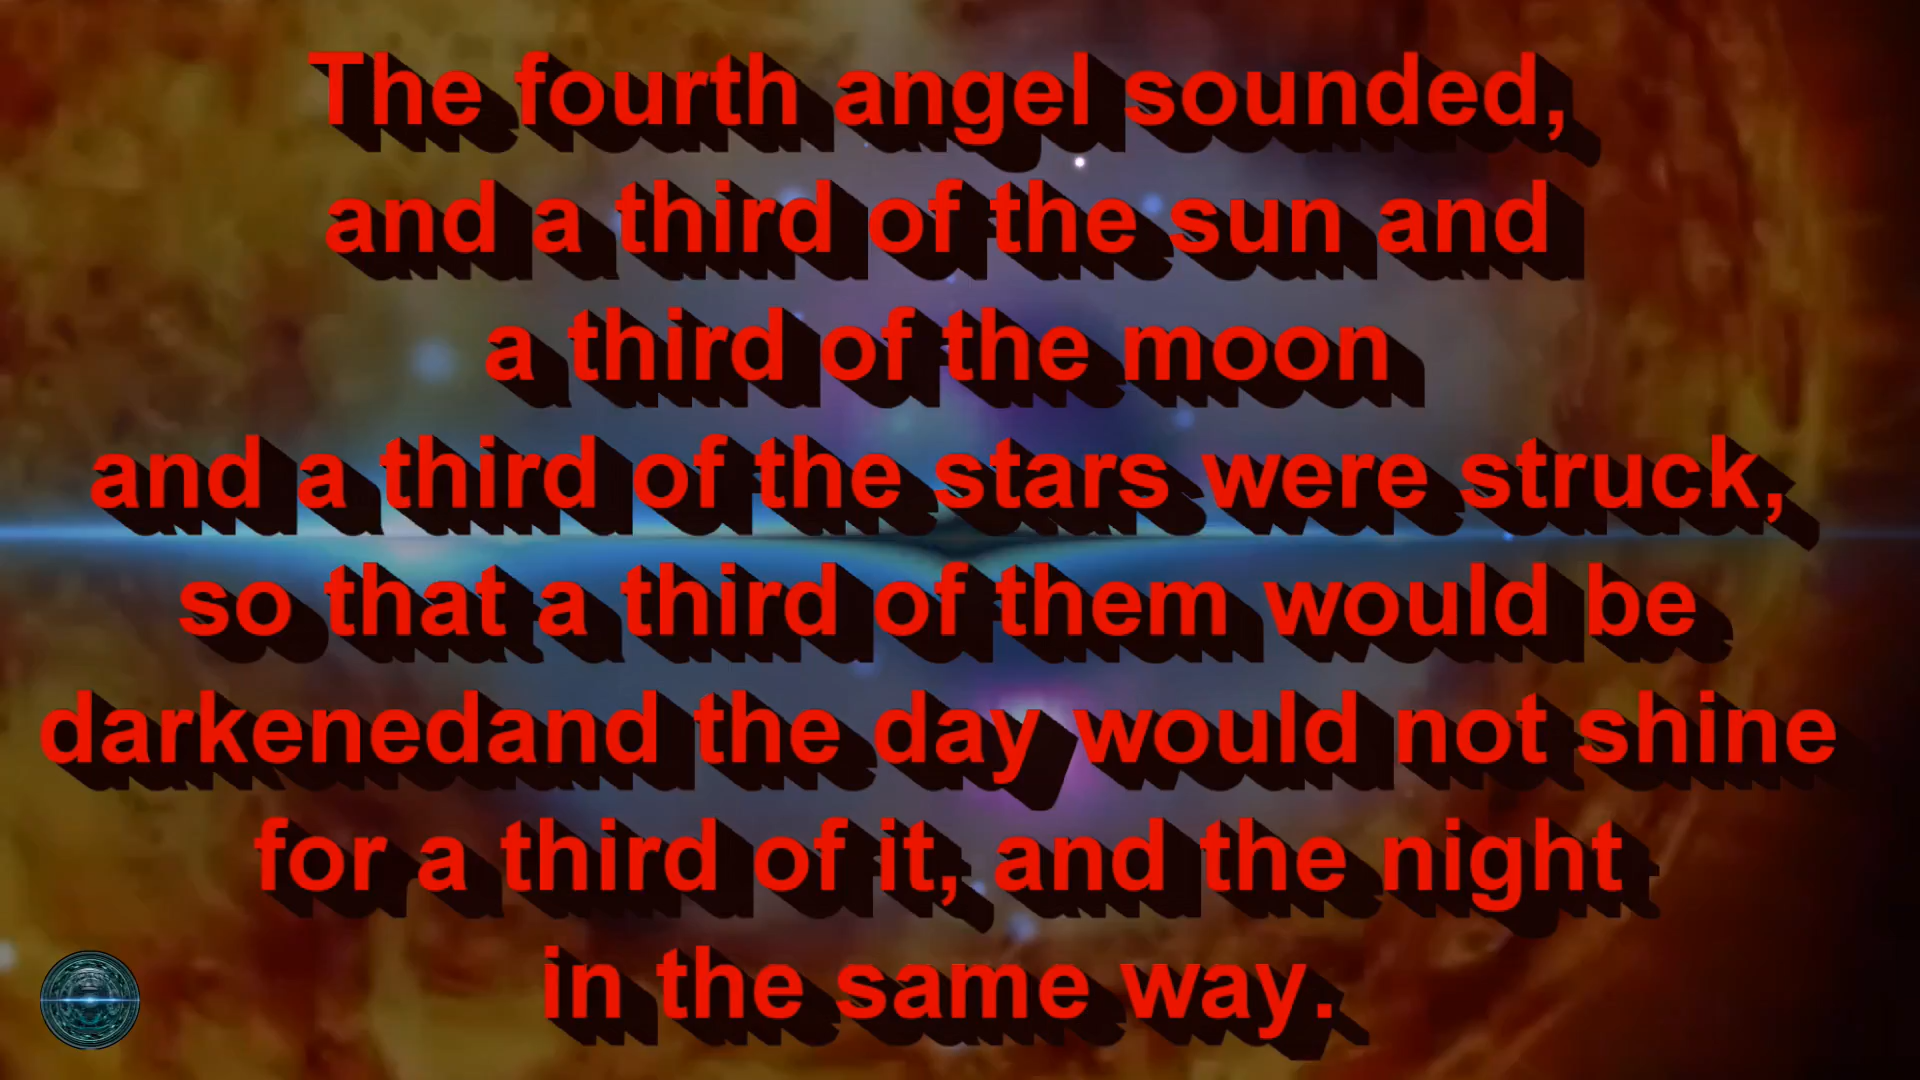 The fourth angel sounded,
and a third of the sun and
a third of the moon
and a third of the stars were struck,
so that a third of them would be
darkenedand the day would not shine
for a third of it, and the night
in the same way.